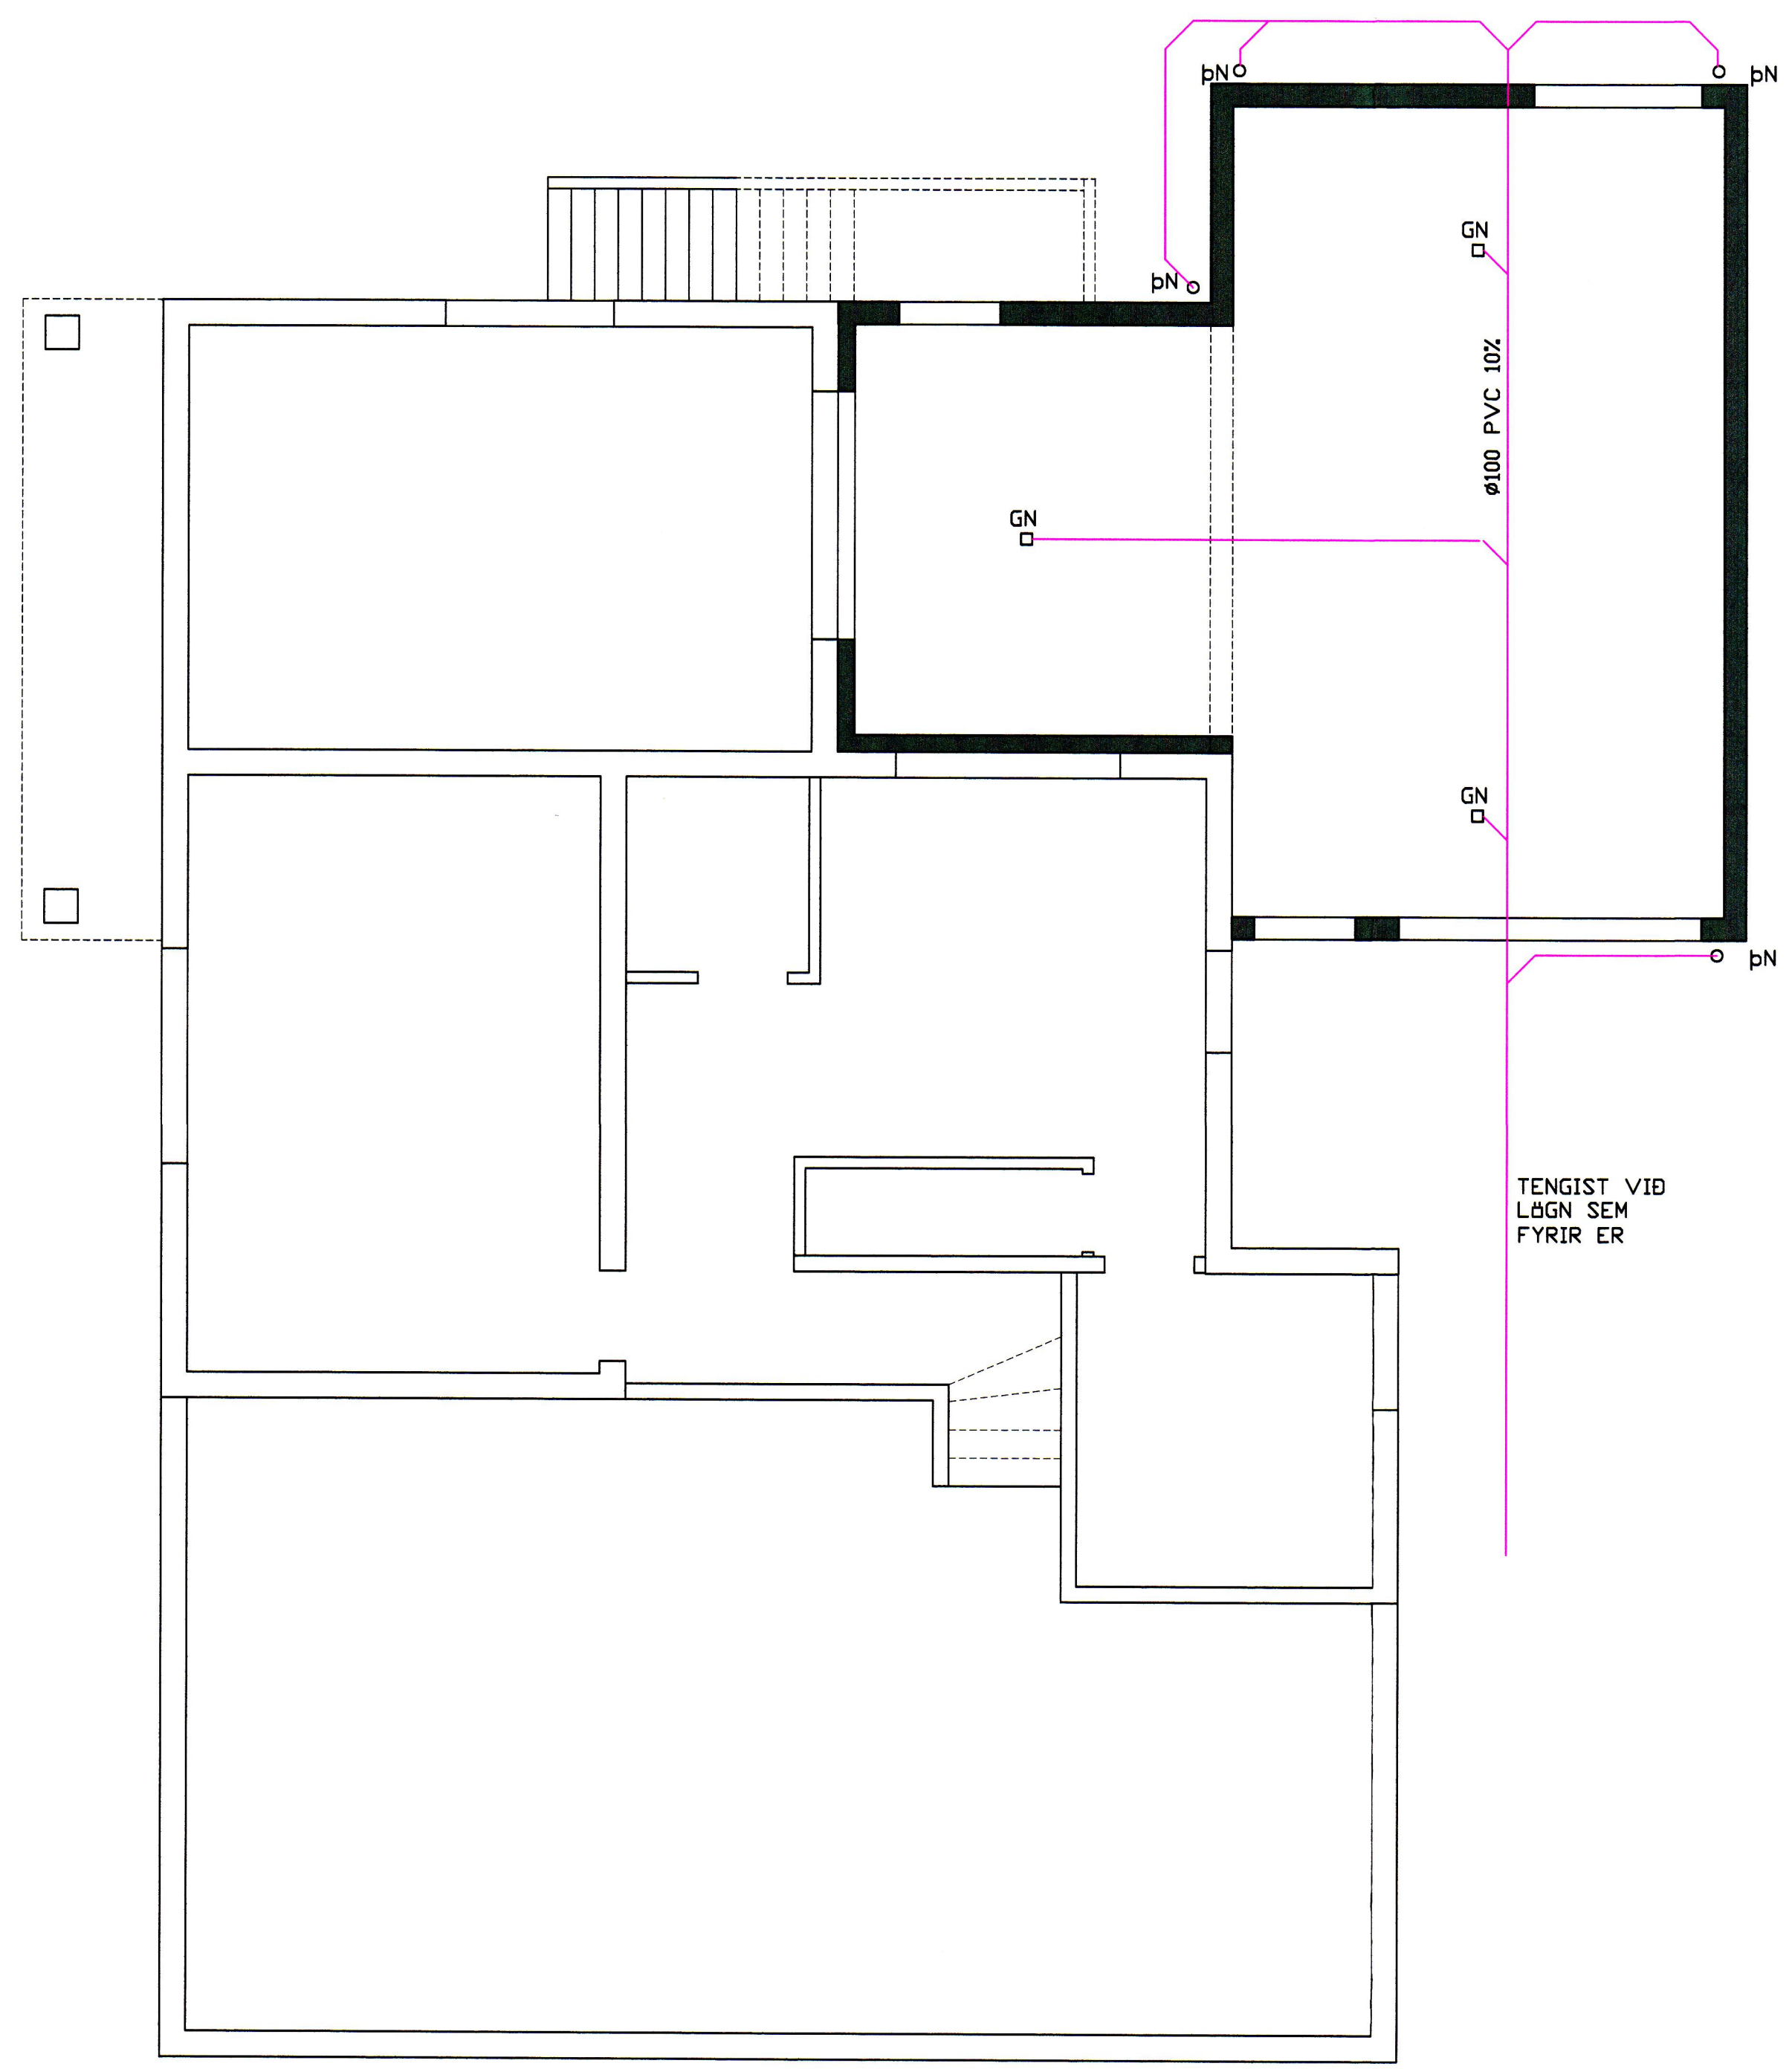 þN
þN
GN
þN
ø100 PVC 10%
GN
GN
þN
TENGIST VIÐ
LÖGN SEM
FYRIR ER